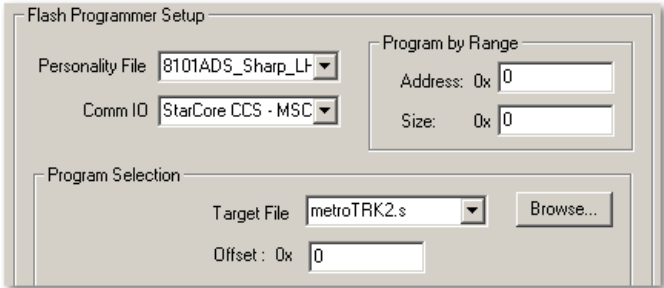 Flash Programmer Setup
Program by Range
Personality File 8101ADS_Sharp_LH
Address: 0x 0
Comm IO StarCore CCS - MSC
Size: 0x 0
Program Selection
Target File metroTRK2.s Browse...
Offset : 0x 0